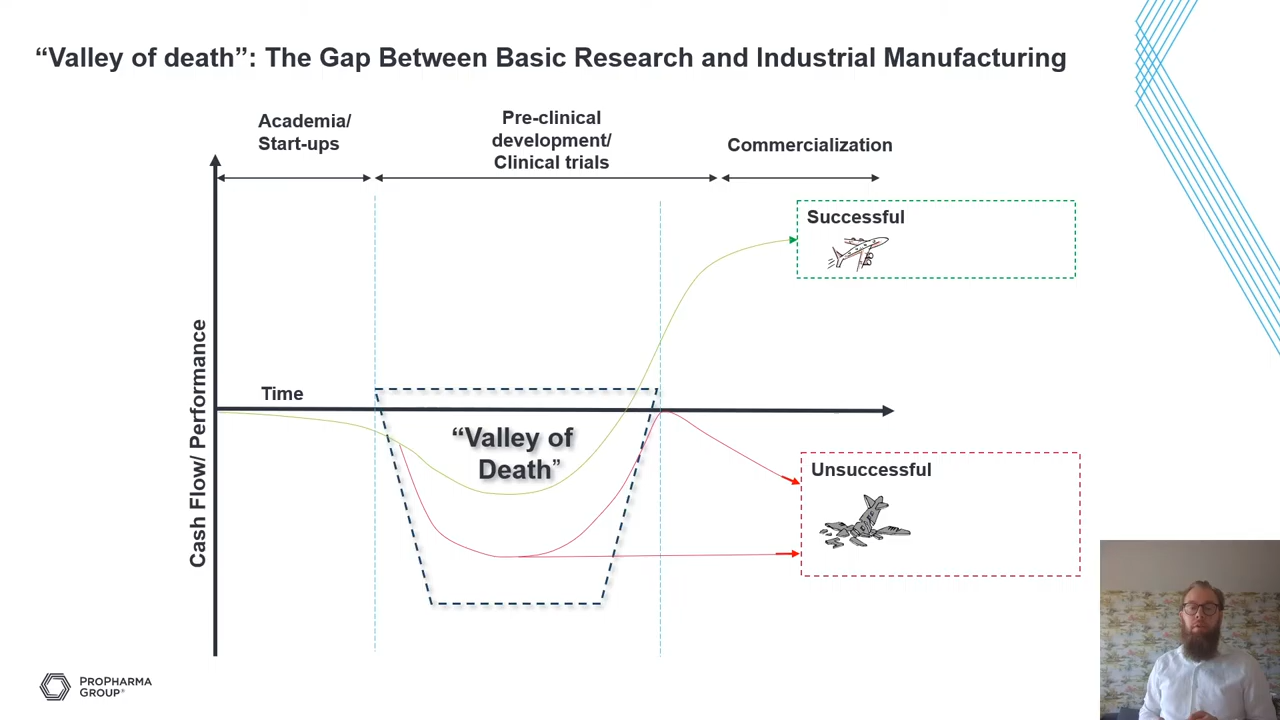 “Valley of death”: The Gap Between Basic Research and Industrial Manufacturing
Academia/
Start-ups
Pre-clinical
development/
Clinical trials
Commercialization
Successful
Cash Flow/ Performance
Time
“Valley of
Death”
Unsuccessful
PROPHARMA
GROUP®